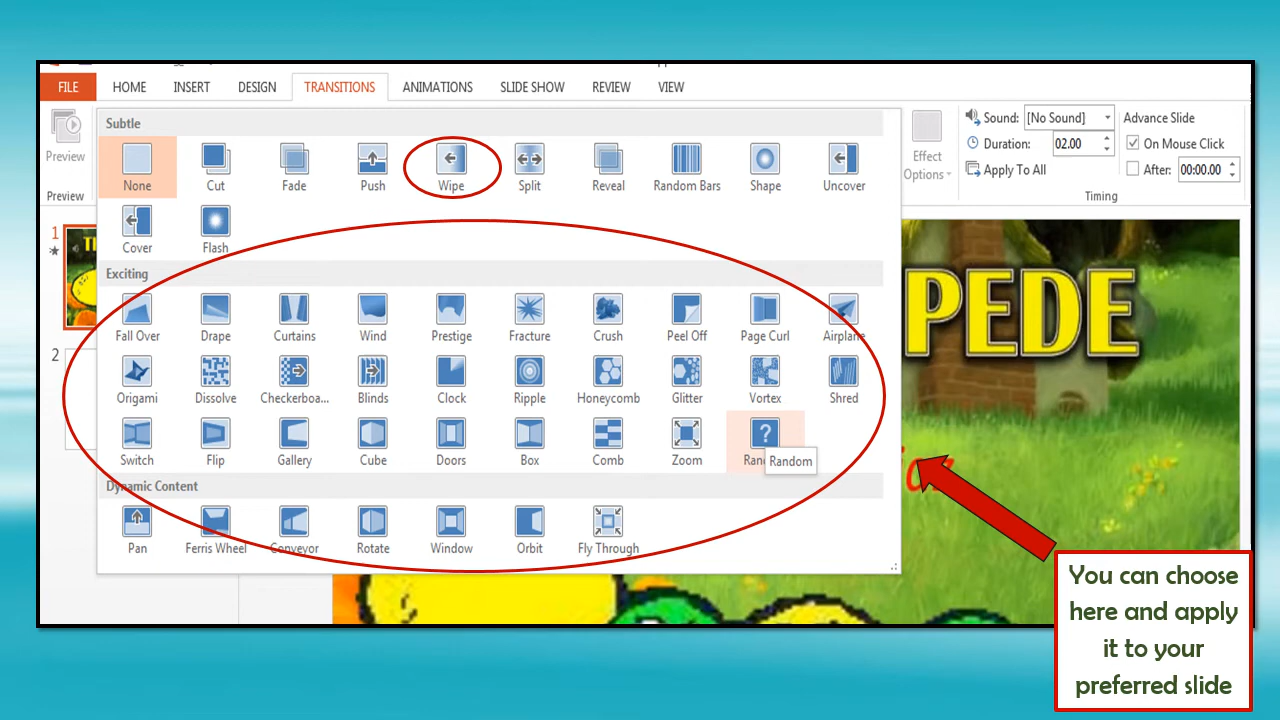 FILE HOME INSERT DESIGN TRANSITIONS ANIMATIONS SLIDE SHOW REVIEW VIEW
Preview
Preview
Subtle
None Cut Fade Push Wipe Split Reveal Random Bars Shape Uncover
Cover Flash
Exciting
Fall Over Drape Curtains Wind Prestige Fracture Crush Peel Off Page Curl Airplane
Origami Dissolve Checkerboa... Blinds Clock Ripple Honeycomb Glitter Vortex Shred
Switch Flip Gallery Cube Doors Box Comb Zoom
Random
Dynamic Content
Pan Ferris Wheel Conveyor Rotate Window Orbit Fly Through
Effect
Options
Sound: [No Sound]
Duration: 02.00
Apply To All
Advance Slide
On Mouse Click
After: 00:00.00
Timing
1
2
PEDE
You can choose
here and apply
it to your
preferred slide